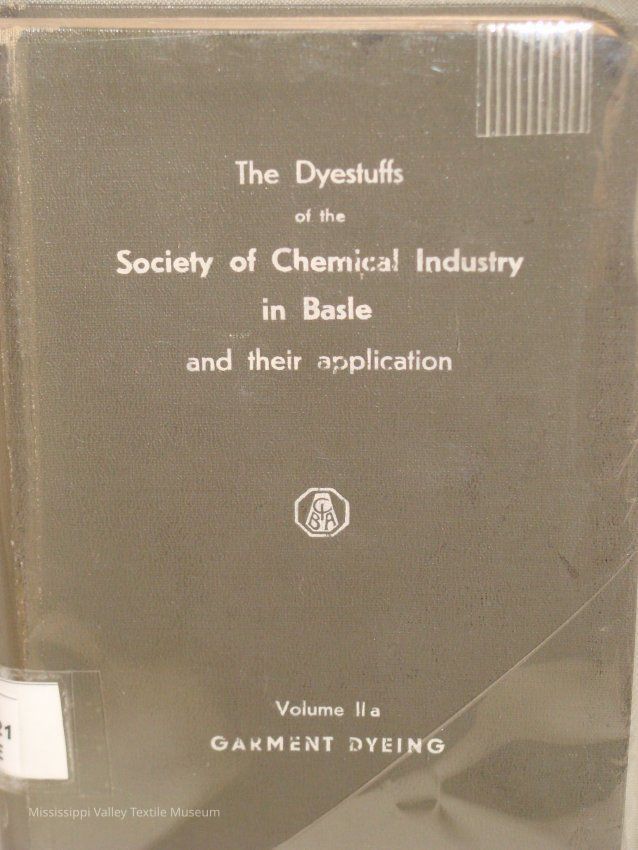 The Dyestuffs
of the
Society of Chemical Industry
in Basle
and their application
CIBA
Volume IIa
GARMENT DYEING
21
E
Mississippi Valley Textile Museum